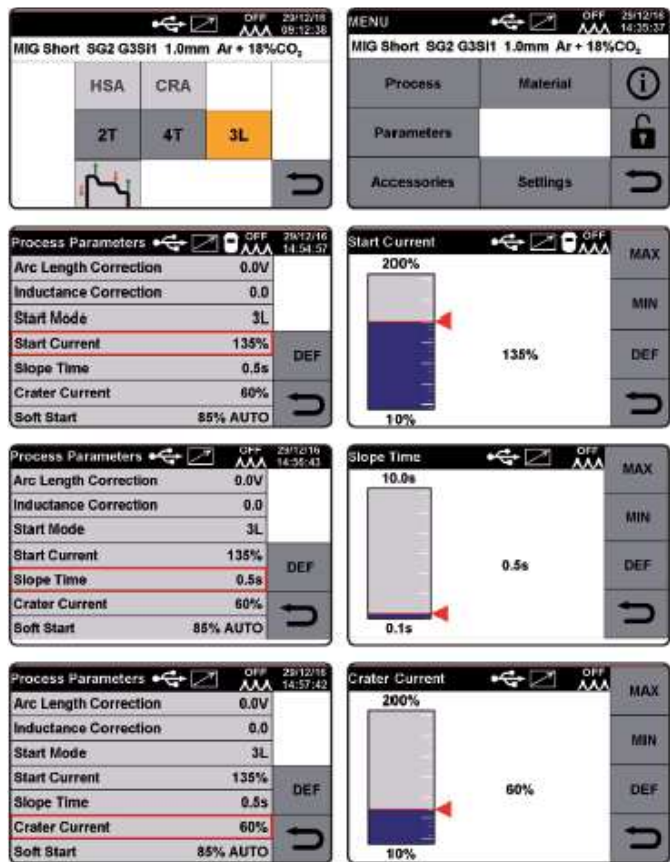 OFF 29/12/16 09:12:38
MIG Short SG2 G3Si1 1.0mm Ar + 18%CO₂
HSA CRA
2T 4T 3L
MENU OFF 29/12/16 14:35:37
MIG Short SG2 G3Si1 1.0mm Ar + 18%CO₂
Process Material
Parameters
Accessories Settings
Process Parameters OFF 29/12/16 14:54:57
Arc Length Correction 0.0V
Inductance Correction 0.0
Start Mode 3L
Start Current 135%
DEF
Slope Time 0.5s
Crater Current 60%
Soft Start 85% AUTO
Start Current OFF
200%
MAX
MIN
135%
DEF
10%
Process Parameters OFF 29/12/16 14:56:43
Arc Length Correction 0.0V
Inductance Correction 0.0
Start Mode 3L
Start Current 135%
DEF
Slope Time 0.5s
Crater Current 60%
Soft Start 85% AUTO
Slope Time OFF
10.0s
MAX
MIN
0.5s
DEF
0.1s
Process Parameters OFF 29/12/16 14:57:42
Arc Length Correction 0.0V
Inductance Correction 0.0
Start Mode 3L
Start Current 135%
DEF
Slope Time 0.5s
Crater Current 60%
Soft Start 85% AUTO
Crater Current OFF
200%
MAX
MIN
60%
DEF
10%